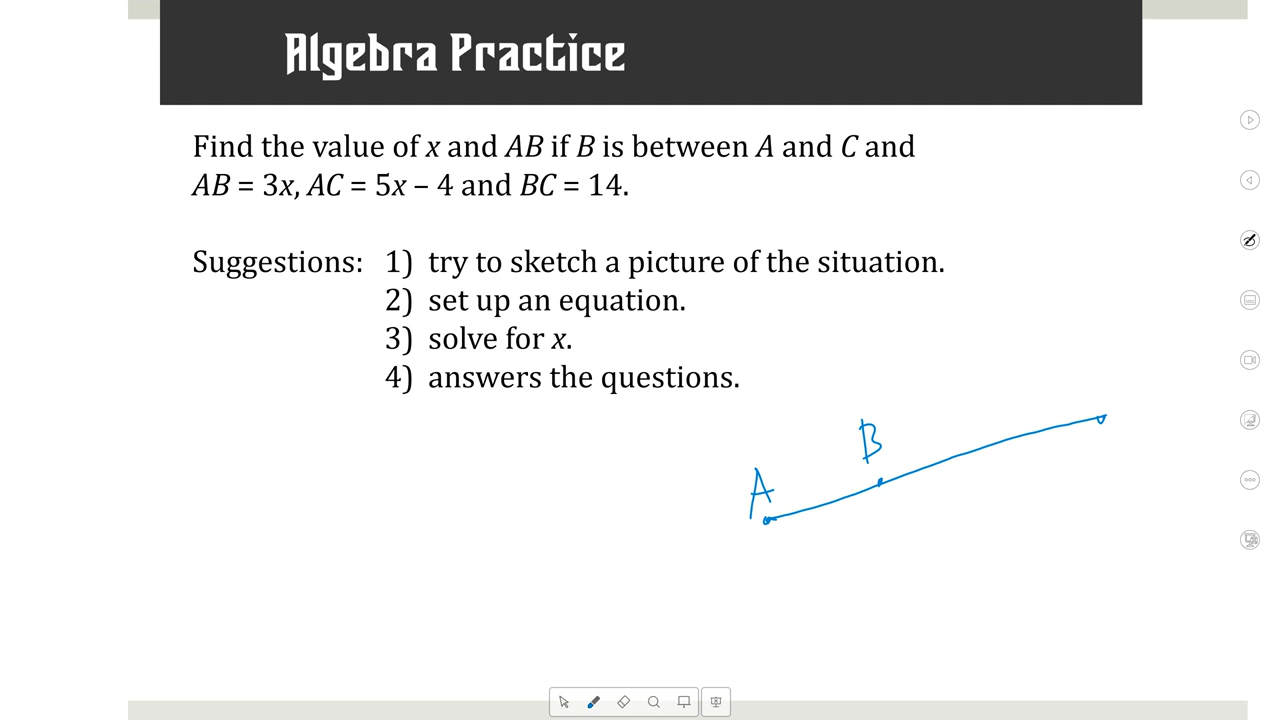 Algebra Practice
Find the value of x and AB if B is between A and C and
AB = 3x, AC = 5x – 4 and BC = 14.
Suggestions: 1) try to sketch a picture of the situation.
2) set up an equation.
3) solve for x.
4) answers the questions.
B
A